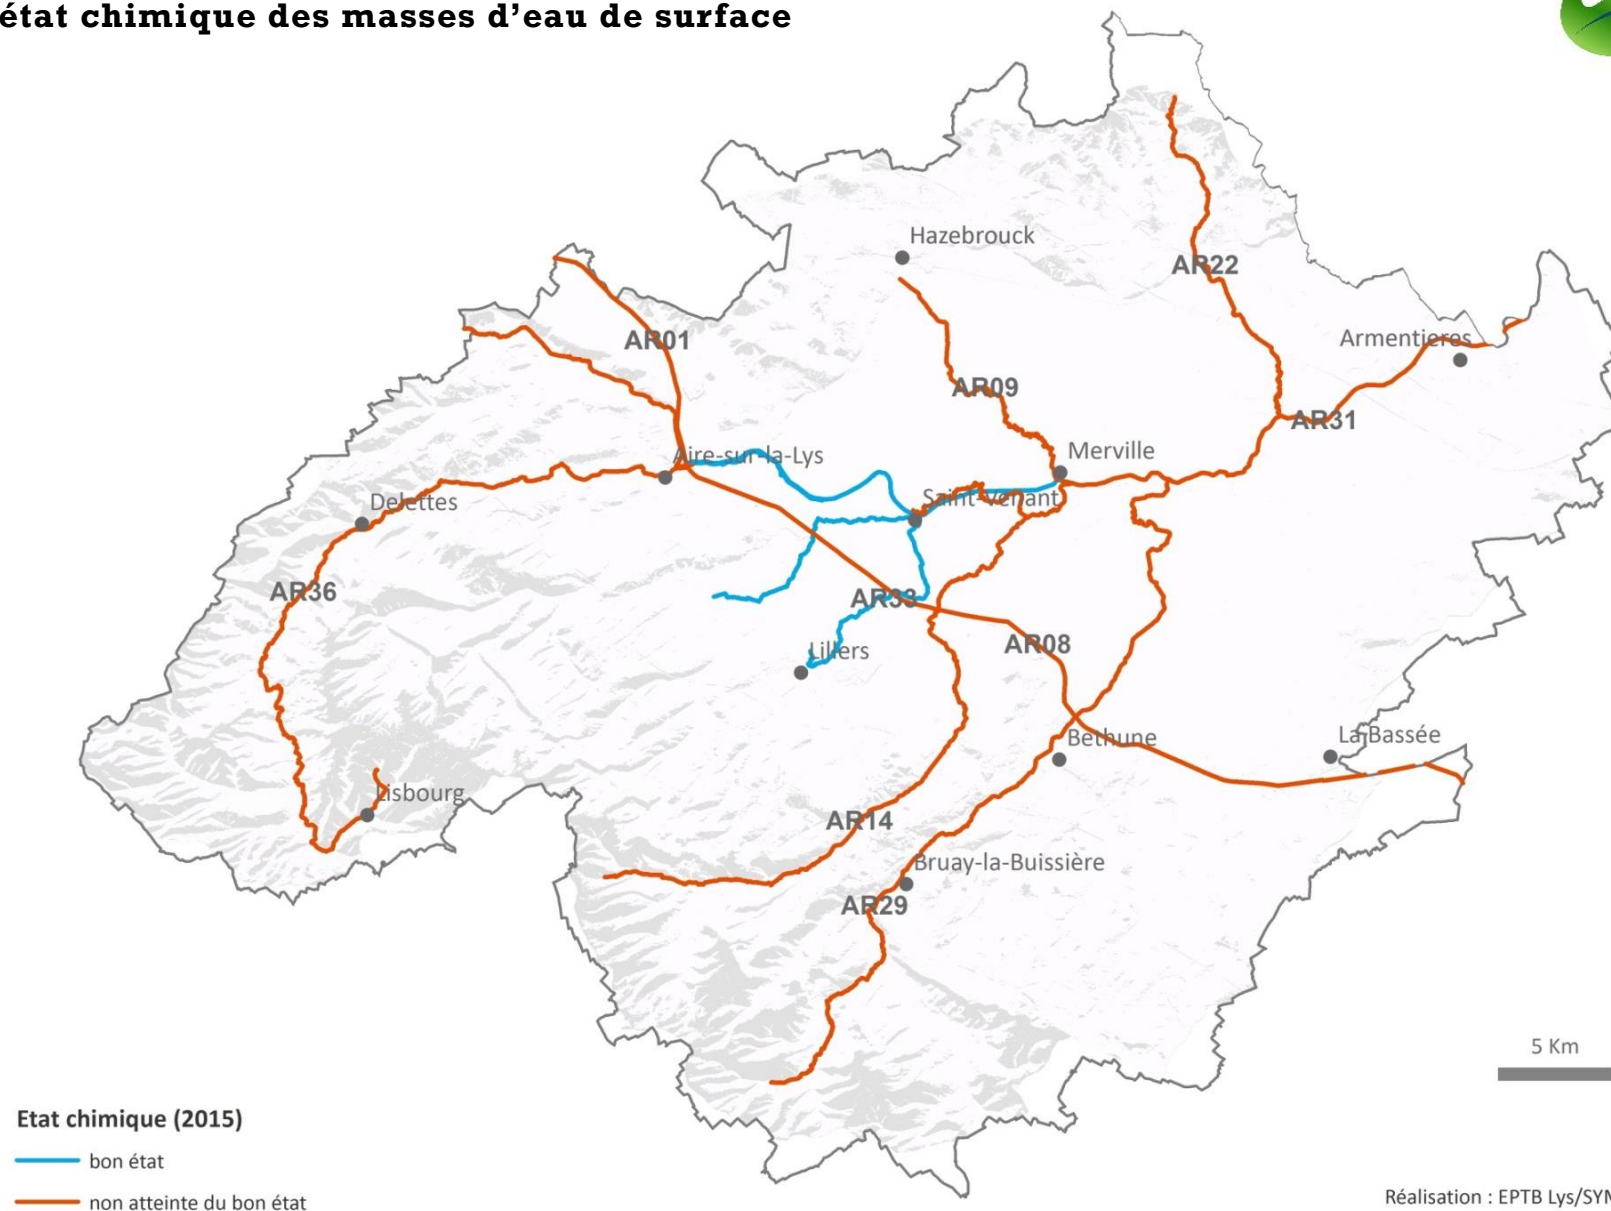 état chimique des masses d’eau de surface
Hazebrouck
AR22
AR01
Armentieres
AR09
AR31
Merville
Aire-sur-la-Lys
Delettes
Saint-Venant
AR36
AR33
AR08
Lillers
Bethune
La Bassée
Lisbourg
AR14
Bruay-la-Buissière
AR29
5 Km
Etat chimique (2015)
bon état
non atteinte du bon état
Réalisation : EPTB Lys/SYM